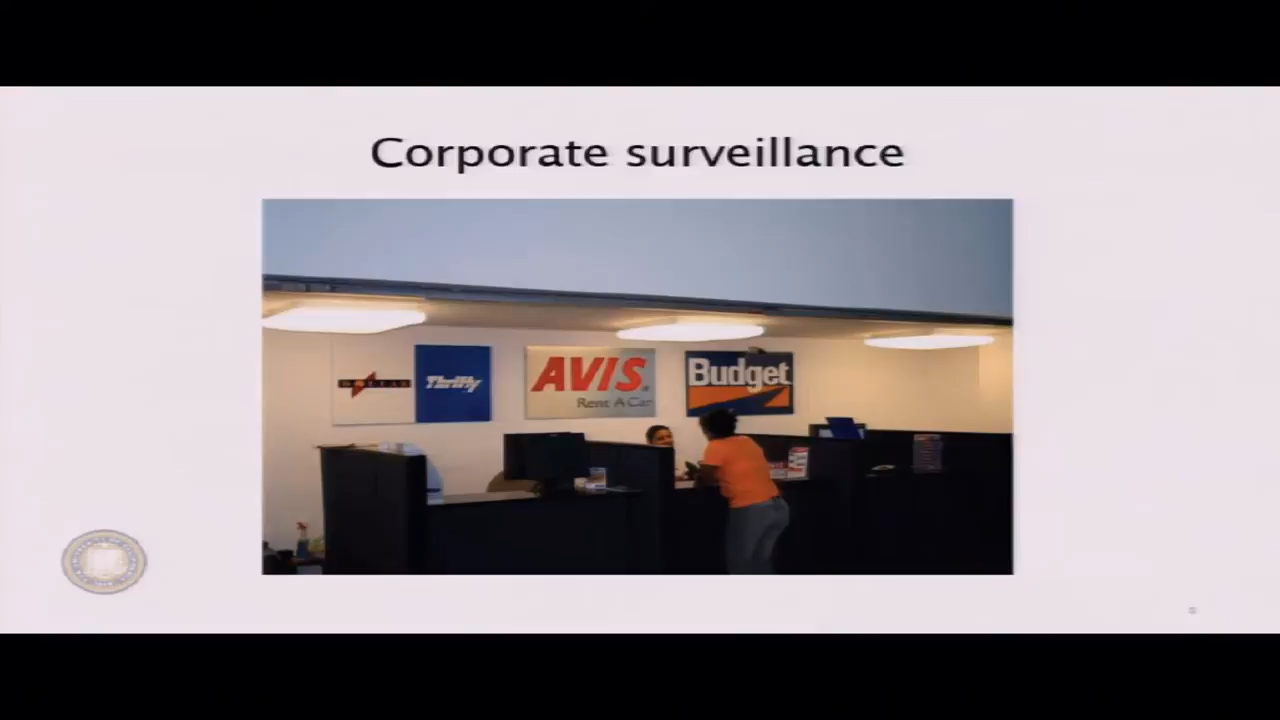 Corporate surveillance
Thrifty
AVIS
Rent A Car
Budget